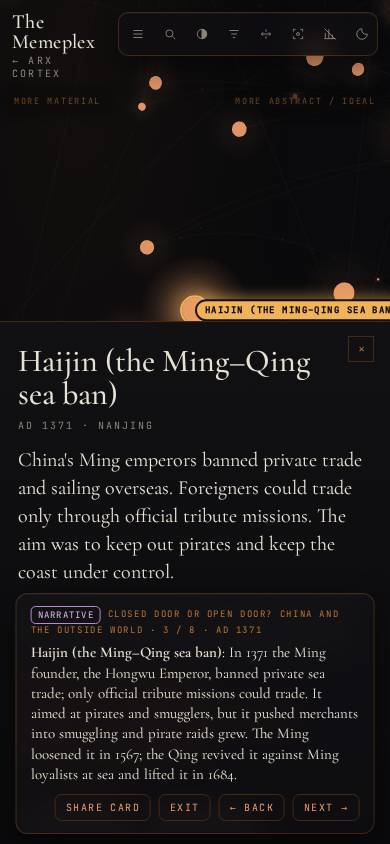 The
Memeplex
← ARX
CORTEX
MORE MATERIAL
MORE ABSTRACT / IDEAL
HAIJIN (THE MING–QING SEA BAN
Haijin (the Ming–Qing
sea ban)
×
AD 1371 · NANJING
China's Ming emperors banned private trade
and sailing overseas. Foreigners could trade
only through official tribute missions. The
aim was to keep out pirates and keep the
coast under control.
NARRATIVE CLOSED DOOR OR OPEN DOOR? CHINA AND
THE OUTSIDE WORLD · 3 / 8 · AD 1371
Haijin (the Ming–Qing sea ban): In 1371 the Ming
founder, the Hongwu Emperor, banned private sea
trade; only official tribute missions could trade. It
aimed at pirates and smugglers, but it pushed merchants
into smuggling and pirate raids grew. The Ming
loosened it in 1567; the Qing revived it against Ming
loyalists at sea and lifted it in 1684.
SHARE CARD EXIT ← BACK NEXT →